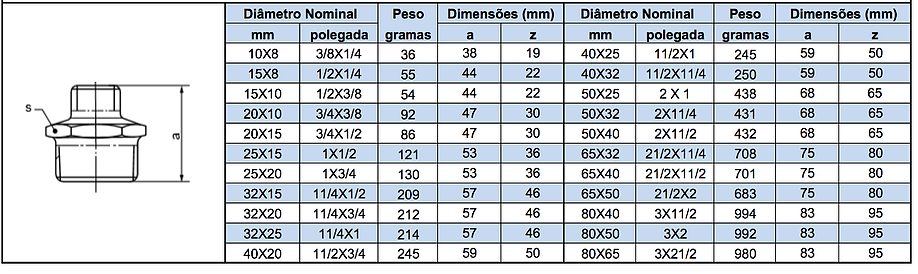 Diâmetro Nominal Peso Dimensões (mm) Diâmetro Nominal Peso Dimensões (mm)
mm polegada gramas a z mm polegada gramas a z
10X8 3/8X1/4 36 38 19 40X25 11/2X1 245 59 50
15X8 1/2X1/4 55 44 22 40X32 11/2X11/4 250 59 50
15X10 1/2X3/8 54 44 22 50X25 2 X 1 438 68 65
20X10 3/4X3/8 92 47 30 50X32 2X11/4 431 68 65
20X15 3/4X1/2 86 47 30 50X40 2X11/2 432 68 65
25X15 1X1/2 121 53 36 65X32 21/2X11/4 708 75 80
25X20 1X3/4 130 53 36 65X40 21/2X11/2 701 75 80
32X15 11/4X1/2 209 57 46 65X50 21/2X2 683 75 80
32X20 11/4X3/4 212 57 46 80X40 3X11/2 994 83 95
32X25 11/4X1 214 57 46 80X50 3X2 992 83 95
40X20 11/2X3/4 245 59 50 80X65 3X21/2 980 83 95
s
a